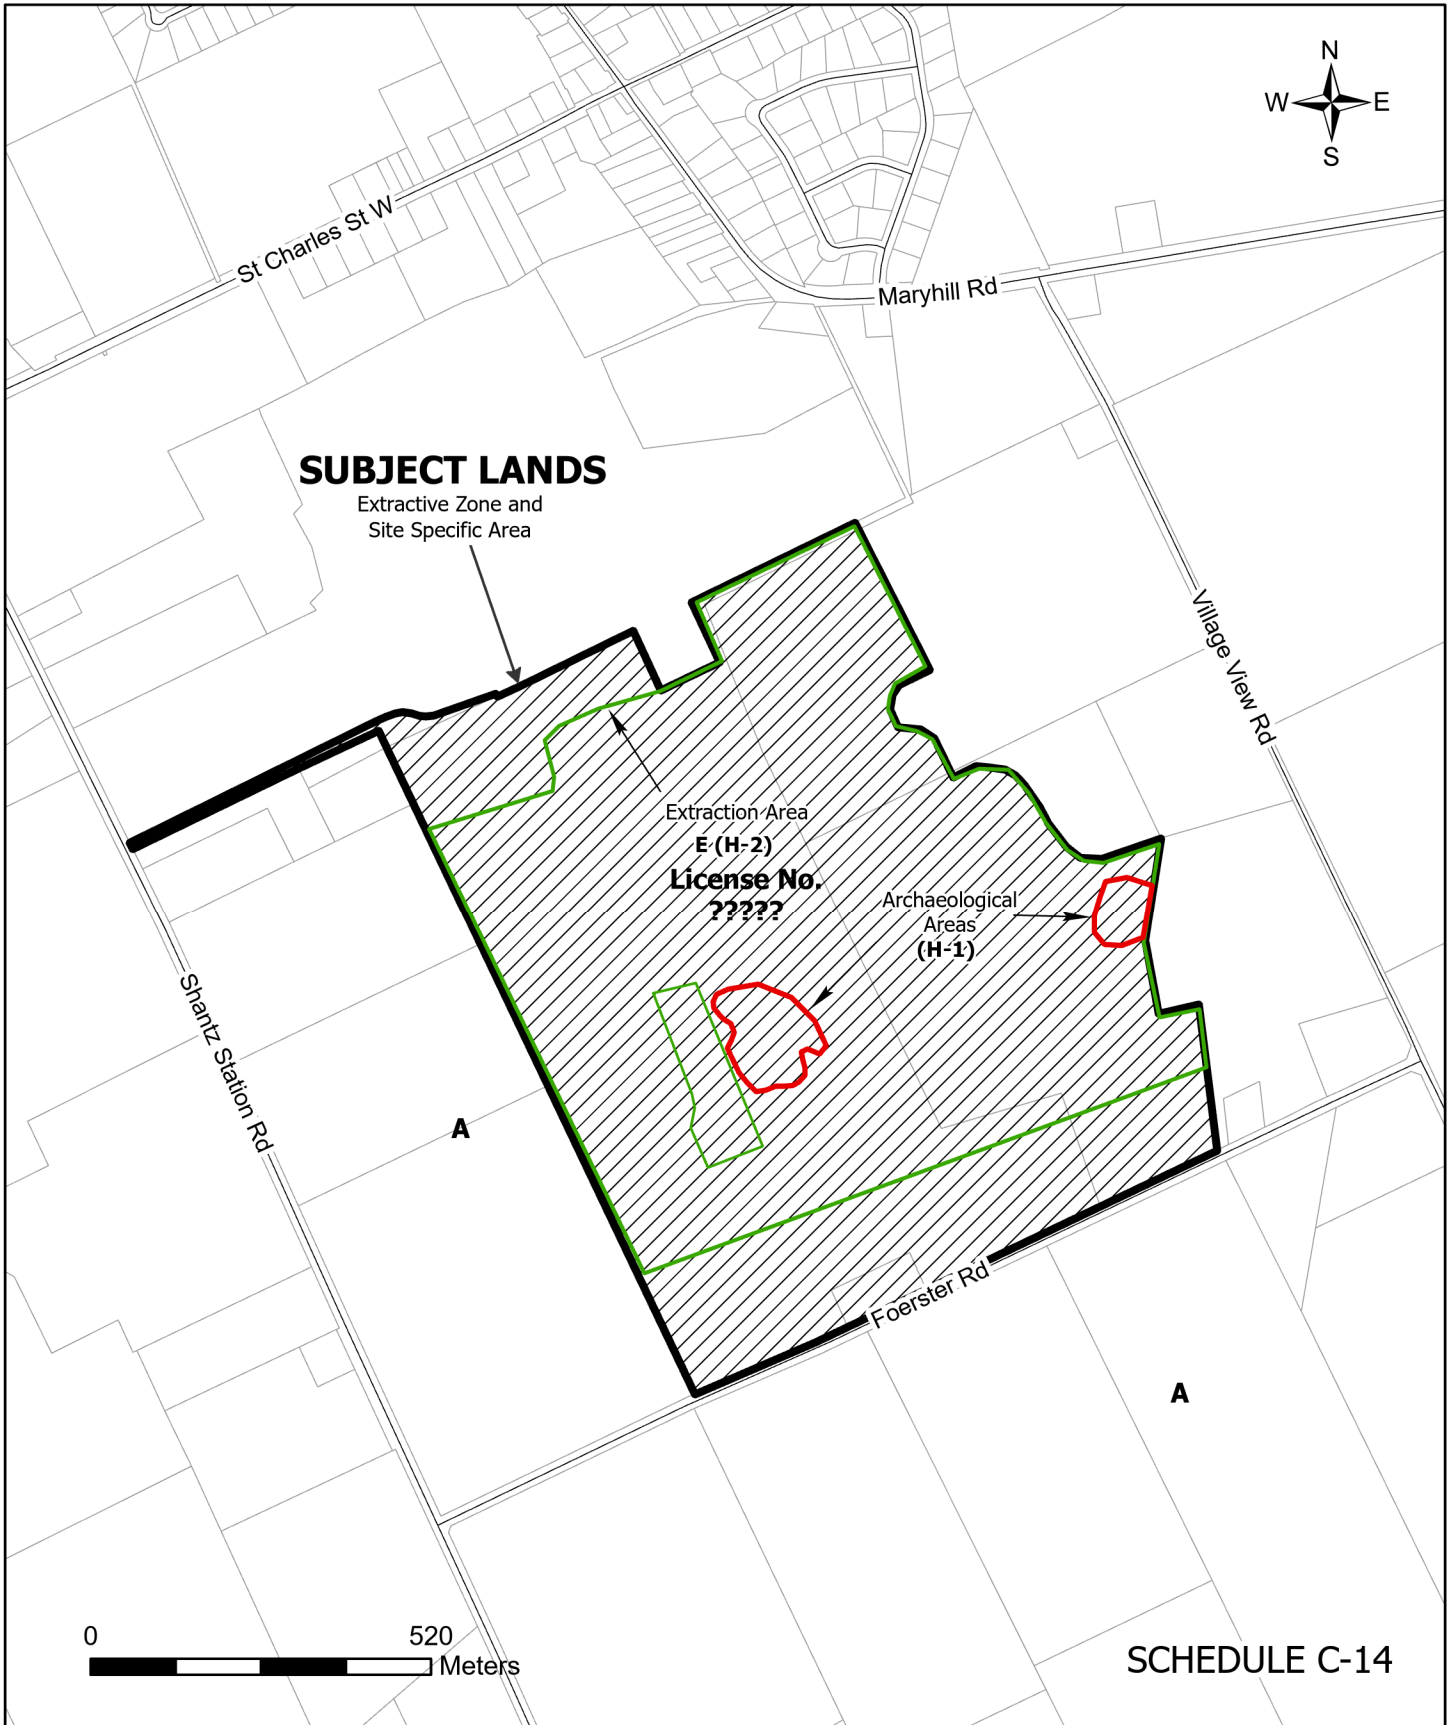 N
W E
S
St Charles St W
Maryhill Rd
SUBJECT LANDS
Extractive Zone and
Site Specific Area
Village View Rd
Extraction Area
E (H-2)
License No.
?????
Archaeological
Areas
(H-1)
Shantz Station Rd
A
Foerster Rd
A
0 520
Meters
SCHEDULE C-14